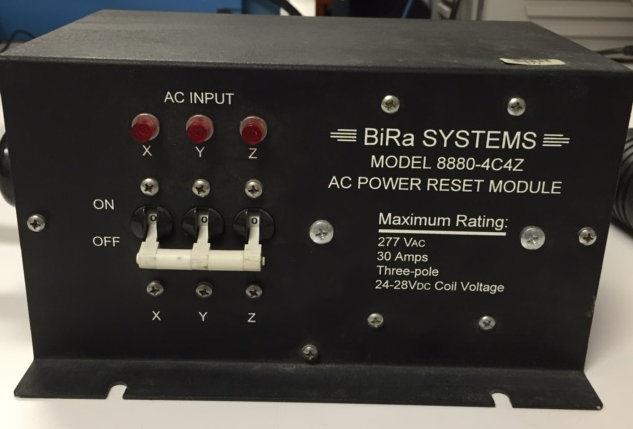 AC INPUT
X Y Z
ON
OFF
X Y Z
BiRa SYSTEMS
MODEL 8880-4C4Z
AC POWER RESET MODULE
Maximum Rating:
277 VAC
30 Amps
Three-pole
24-28VDC Coil Voltage